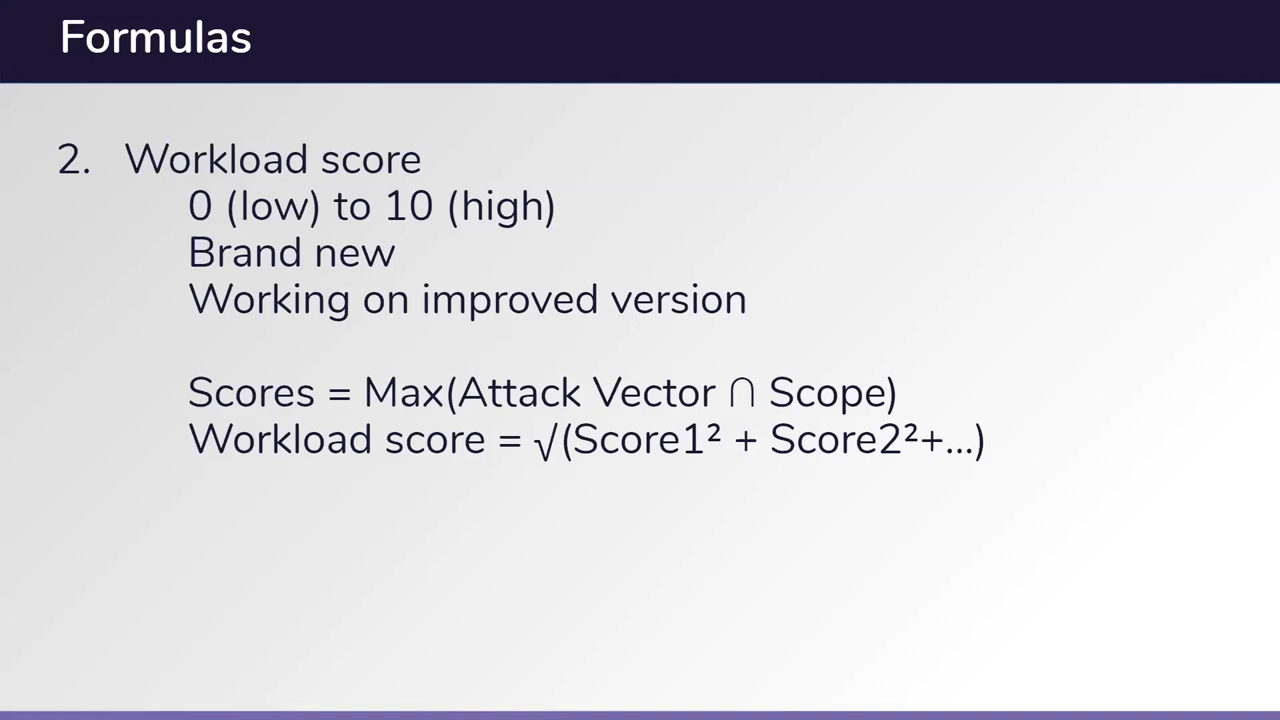 Formulas
2. Workload score
0 (low) to 10 (high)
Brand new
Working on improved version
Scores = Max(Attack Vector ∩ Scope)
Workload score = √(Score1² + Score2²+...)